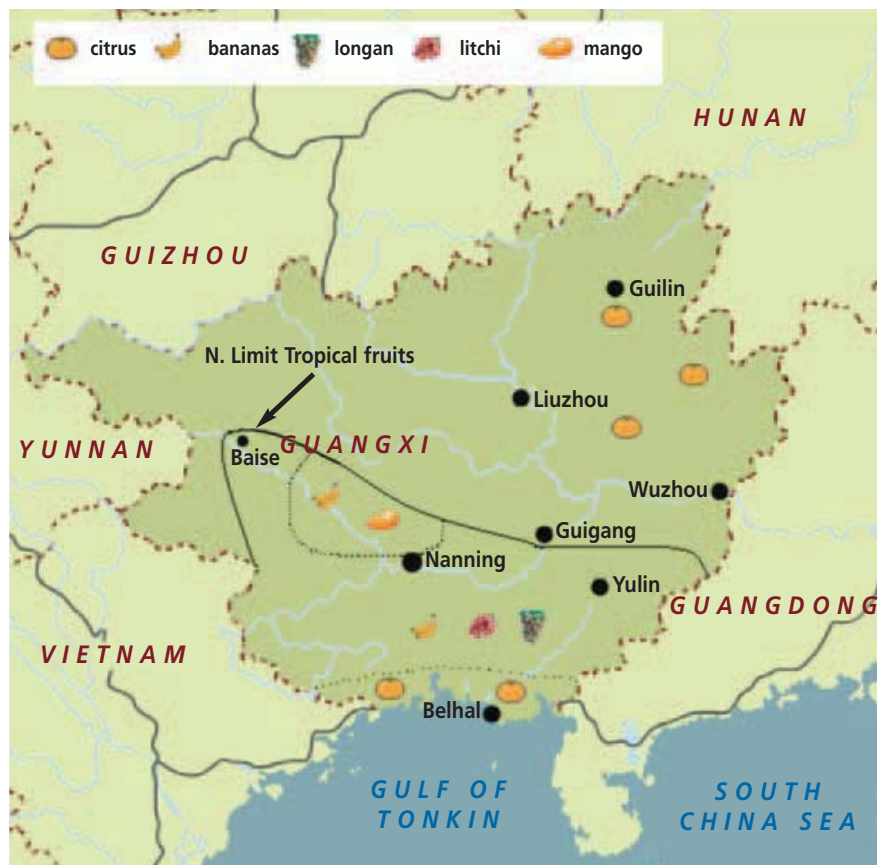 citrus bananas longan litchi mango
HUNAN
GUIZHOU
Guilin
N. Limit Tropical fruits
Liuzhou
YUNNAN
GUANGXI
Baise
Wuzhou
Guigang
Nanning
Yulin
GUANGDONG
VIETNAM
Belhal
GULF OF
TONKIN
SOUTH
CHINA SEA